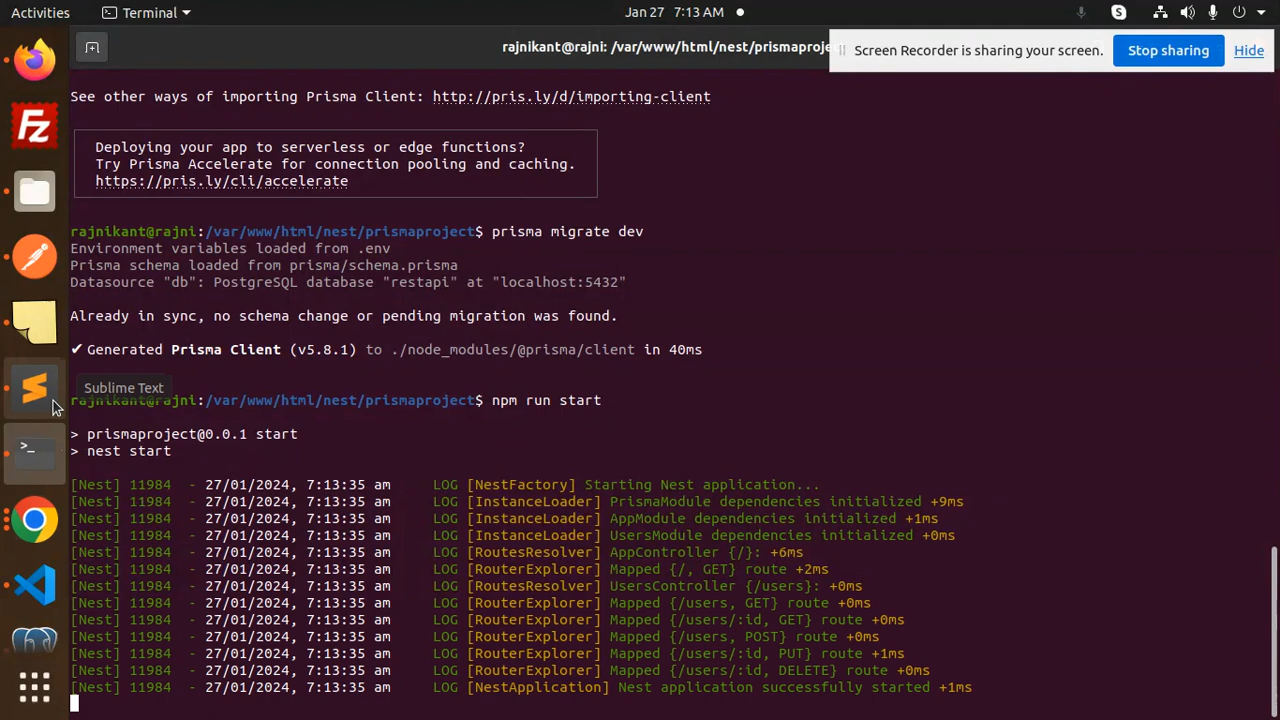 Activities
Terminal
Jan 27 7:13 AM
rajnikant@rajni: /var/www/html/nest/prismaproje
Screen Recorder is sharing your screen.
Stop sharing
Hide
See other ways of importing Prisma Client: http://pris.ly/d/importing-client
Deploying your app to serverless or edge functions?
Try Prisma Accelerate for connection pooling and caching.
https://pris.ly/cli/accelerate
rajnikant@rajni:/var/www/html/nest/prismaproject$ prisma migrate dev
Environment variables loaded from .env
Prisma schema loaded from prisma/schema.prisma
Datasource "db": PostgreSQL database "restapi" at "localhost:5432"
Already in sync, no schema change or pending migration was found.
✔ Generated Prisma Client (v5.8.1) to ./node_modules/@prisma/client in 40ms
Sublime Text
rajnikant@rajni:/var/www/html/nest/prismaproject$ npm run start
> prismaproject@0.0.1 start
> nest start
[Nest] 11984 - 27/01/2024, 7:13:35 am LOG [NestFactory] Starting Nest application...
[Nest] 11984 - 27/01/2024, 7:13:35 am LOG [InstanceLoader] PrismaModule dependencies initialized +9ms
[Nest] 11984 - 27/01/2024, 7:13:35 am LOG [InstanceLoader] AppModule dependencies initialized +1ms
[Nest] 11984 - 27/01/2024, 7:13:35 am LOG [InstanceLoader] UsersModule dependencies initialized +0ms
[Nest] 11984 - 27/01/2024, 7:13:35 am LOG [RoutesResolver] AppController {/}: +6ms
[Nest] 11984 - 27/01/2024, 7:13:35 am LOG [RouterExplorer] Mapped {/, GET} route +2ms
[Nest] 11984 - 27/01/2024, 7:13:35 am LOG [RoutesResolver] UsersController {/users}: +0ms
[Nest] 11984 - 27/01/2024, 7:13:35 am LOG [RouterExplorer] Mapped {/users, GET} route +0ms
[Nest] 11984 - 27/01/2024, 7:13:35 am LOG [RouterExplorer] Mapped {/users/:id, GET} route +0ms
[Nest] 11984 - 27/01/2024, 7:13:35 am LOG [RouterExplorer] Mapped {/users, POST} route +0ms
[Nest] 11984 - 27/01/2024, 7:13:35 am LOG [RouterExplorer] Mapped {/users/:id, PUT} route +1ms
[Nest] 11984 - 27/01/2024, 7:13:35 am LOG [RouterExplorer] Mapped {/users/:id, DELETE} route +0ms
[Nest] 11984 - 27/01/2024, 7:13:35 am LOG [NestApplication] Nest application successfully started +1ms